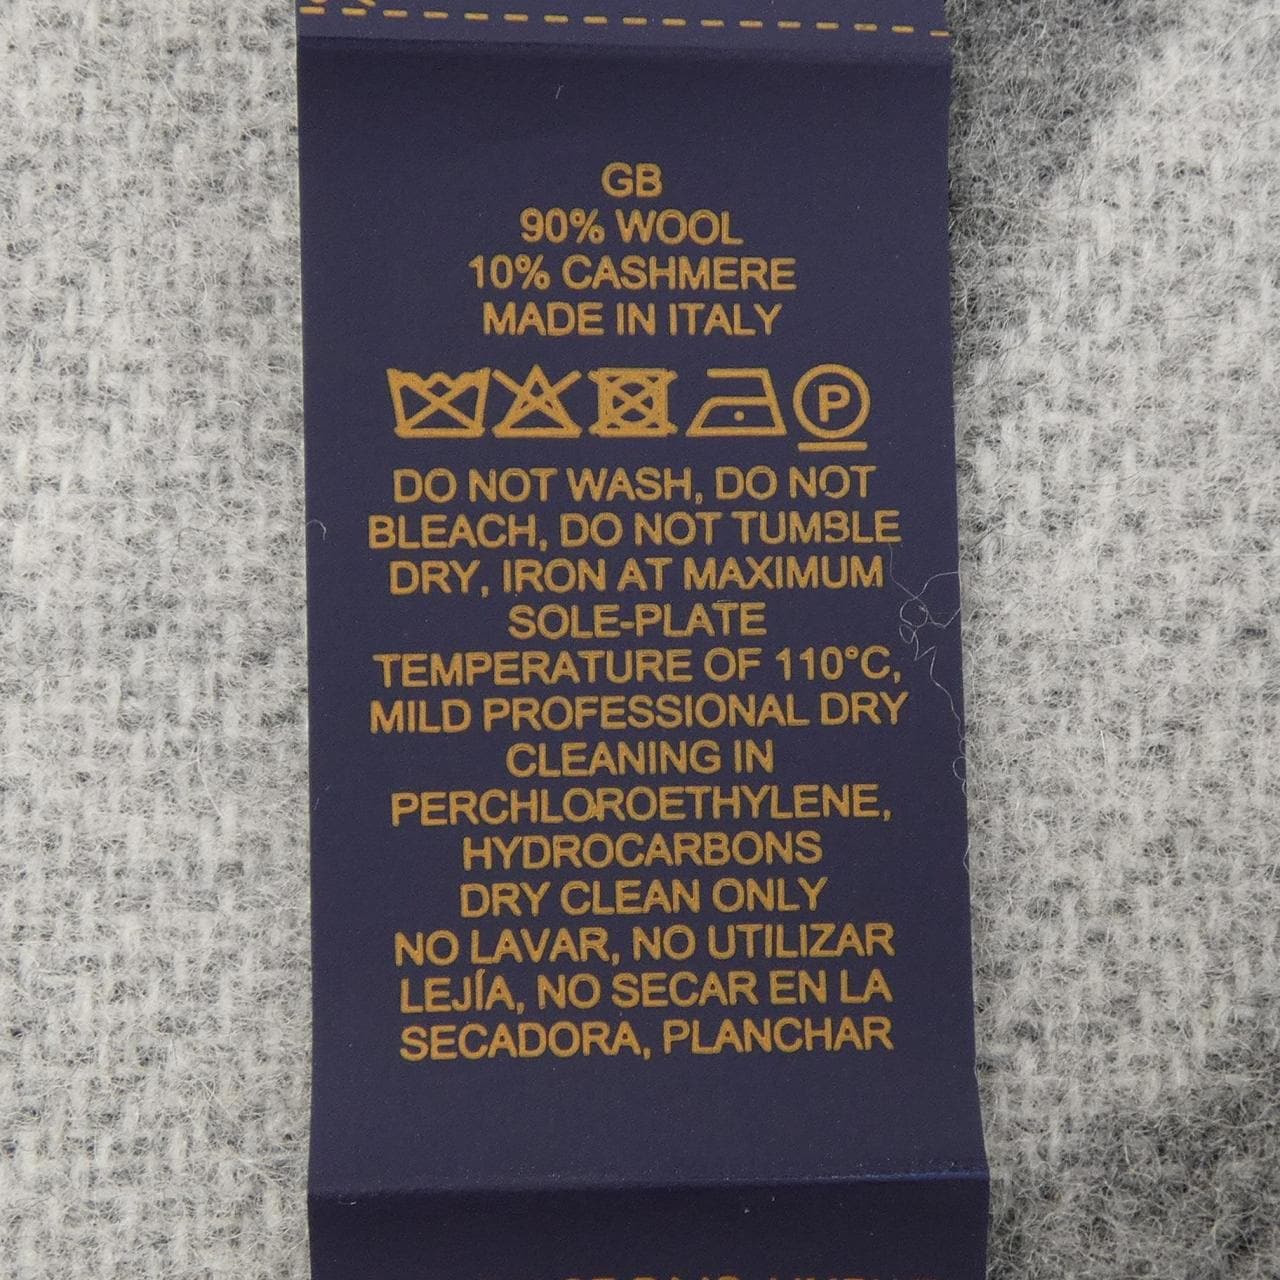 GB
90% WOOL
10% CASHMERE
MADE IN ITALY
P
DO NOT WASH, DO NOT
BLEACH, DO NOT TUMBLE
DRY, IRON AT MAXIMUM
SOLE-PLATE
TEMPERATURE OF 110°C,
MILD PROFESSIONAL DRY
CLEANING IN
PERCHLOROETHYLENE,
HYDROCARBONS
DRY CLEAN ONLY
NO LAVAR, NO UTILIZAR
LEJÍA, NO SECAR EN LA
SECADORA, PLANCHAR